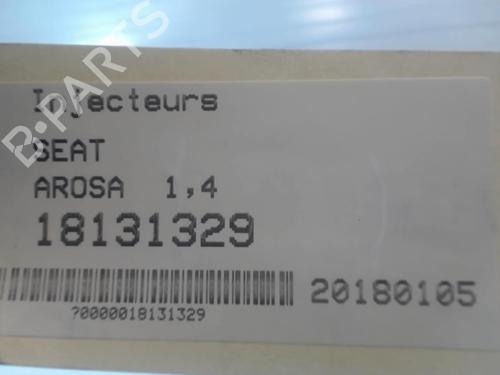 Injecteurs
SEAT
AROSA 1,4
18131329
20180105
?0000018131329
B-PARTS